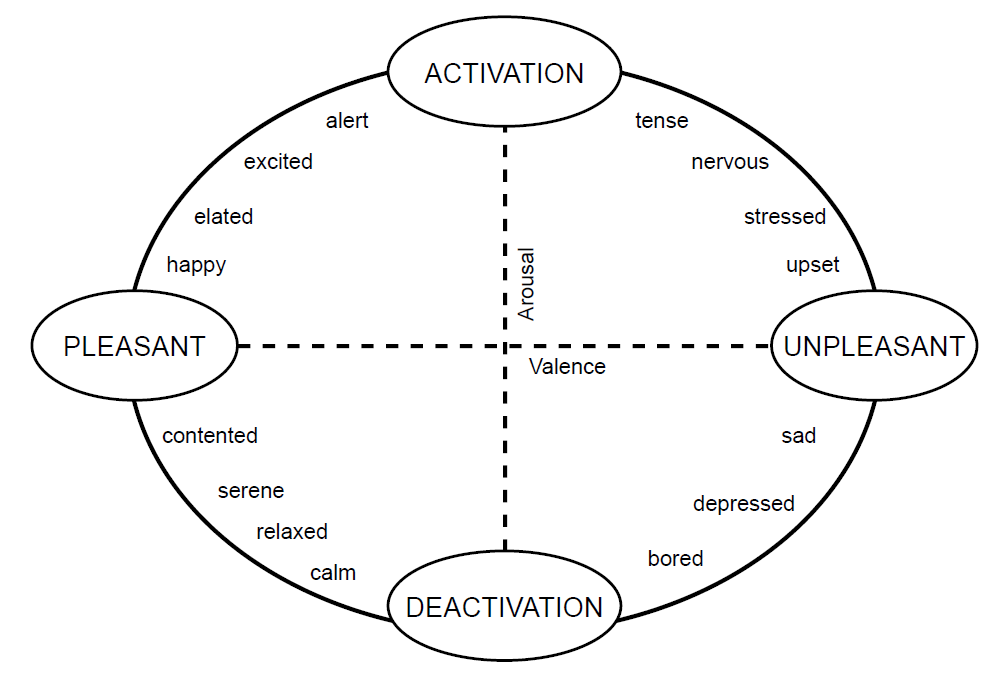 ACTIVATION
alert
tense
excited
nervous
elated
stressed
happy
upset
Arousal
PLEASANT
UNPLEASANT
Valence
contented
sad
serene
depressed
relaxed
bored
calm
DEACTIVATION